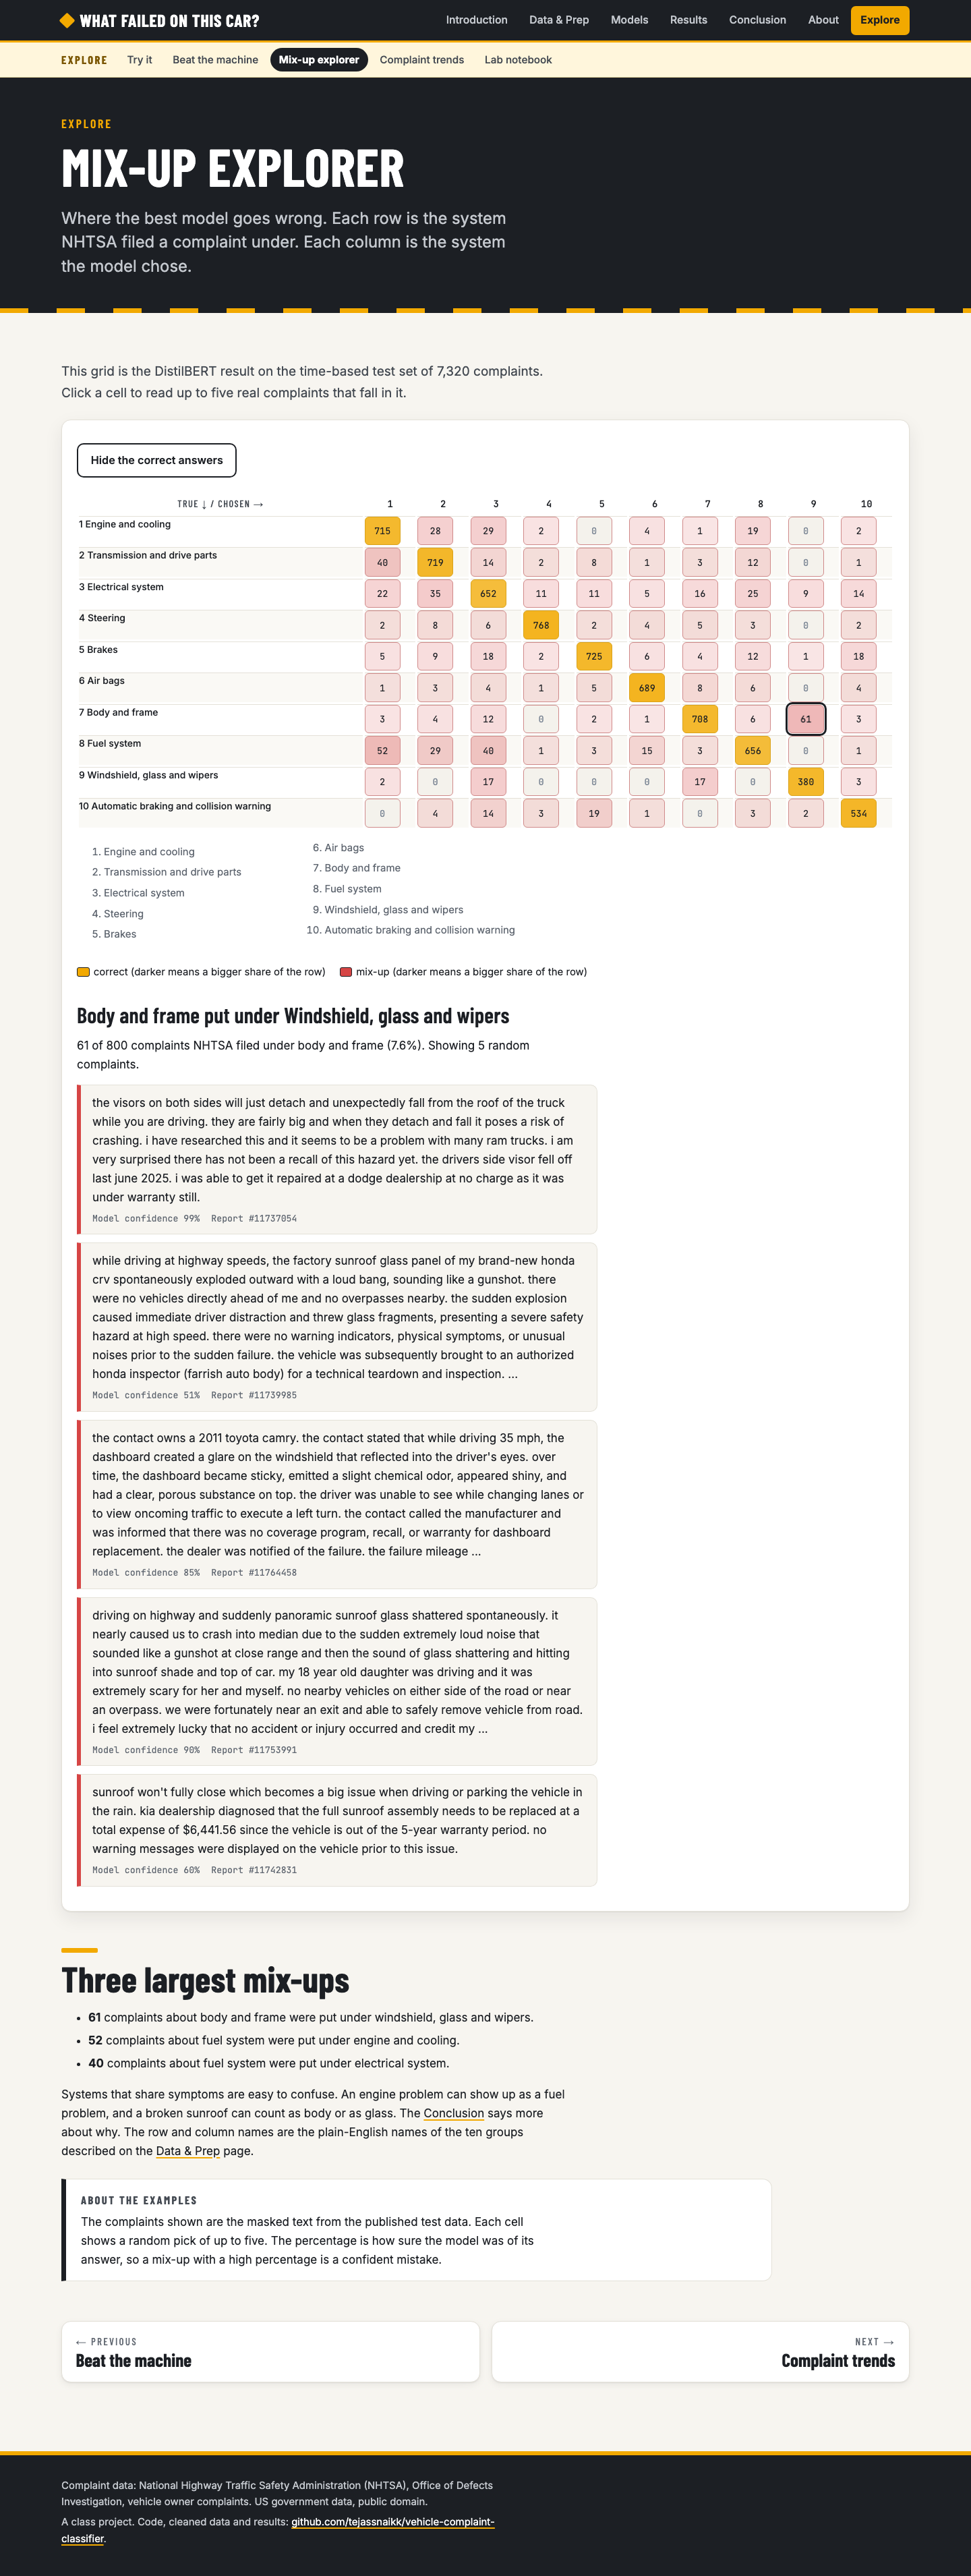 WHAT FAILED ON THIS CAR?
Introduction Data & Prep Models Results Conclusion About Explore
EXPLORE Try it Beat the machine Mix-up explorer Complaint trends Lab notebook
EXPLORE
MIX-UP EXPLORER
Where the best model goes wrong. Each row is the system
NHTSA filed a complaint under. Each column is the system
the model chose.
This grid is the DistilBERT result on the time-based test set of 7,320 complaints.
Click a cell to read up to five real complaints that fall in it.
Hide the correct answers
TRUE ↓ / CHOSEN → 1 2 3 4 5 6 7 8 9 10
1 Engine and cooling 715 28 29 2 0 4 1 19 0 2
2 Transmission and drive parts 40 719 14 2 8 1 3 12 0 1
3 Electrical system 22 35 652 11 11 5 16 25 9 14
4 Steering 2 8 6 768 2 4 5 3 0 2
5 Brakes 5 9 18 2 725 6 4 12 1 18
6 Air bags 1 3 4 1 5 689 8 6 0 4
7 Body and frame 3 4 12 0 2 1 708 6 61 3
8 Fuel system 52 29 40 1 3 15 3 656 0 1
9 Windshield, glass and wipers 2 0 17 0 0 0 17 0 380 3
10 Automatic braking and collision warning 0 4 14 3 19 1 0 3 2 534
1. Engine and cooling
2. Transmission and drive parts
3. Electrical system
4. Steering
5. Brakes
6. Air bags
7. Body and frame
8. Fuel system
9. Windshield, glass and wipers
10. Automatic braking and collision warning
correct (darker means a bigger share of the row) mix-up (darker means a bigger share of the row)
Body and frame put under Windshield, glass and wipers
61 of 800 complaints NHTSA filed under body and frame (7.6%). Showing 5 random
complaints.
the visors on both sides will just detach and unexpectedly fall from the roof of the truck
while you are driving. they are fairly big and when they detach and fall it poses a risk of
crashing. i have researched this and it seems to be a problem with many ram trucks. i am
very surprised there has not been a recall of this hazard yet. the drivers side visor fell off
last june 2025. i was able to get it repaired at a dodge dealership at no charge as it was
under warranty still.
Model confidence 99% Report #11737054
while driving at highway speeds, the factory sunroof glass panel of my brand-new honda
crv spontaneously exploded outward with a loud bang, sounding like a gunshot. there
were no vehicles directly ahead of me and no overpasses nearby. the sudden explosion
caused immediate driver distraction and threw glass fragments, presenting a severe safety
hazard at high speed. there were no warning indicators, physical symptoms, or unusual
noises prior to the sudden failure. the vehicle was subsequently brought to an authorized
honda inspector (farrish auto body) for a technical teardown and inspection. ...
Model confidence 51% Report #11739985
the contact owns a 2011 toyota camry. the contact stated that while driving 35 mph, the
dashboard created a glare on the windshield that reflected into the driver's eyes. over
time, the dashboard became sticky, emitted a slight chemical odor, appeared shiny, and
had a clear, porous substance on top. the driver was unable to see while changing lanes or
to view oncoming traffic to execute a left turn. the contact called the manufacturer and
was informed that there was no coverage program, recall, or warranty for dashboard
replacement. the dealer was notified of the failure. the failure mileage ...
Model confidence 85% Report #11764458
driving on highway and suddenly panoramic sunroof glass shattered spontaneously. it
nearly caused us to crash into median due to the sudden extremely loud noise that
sounded like a gunshot at close range and then the sound of glass shattering and hitting
into sunroof shade and top of car. my 18 year old daughter was driving and it was
extremely scary for her and myself. no nearby vehicles on either side of the road or near
an overpass. we were fortunately near an exit and able to safely remove vehicle from road.
i feel extremely lucky that no accident or injury occurred and credit my ...
Model confidence 90% Report #11753991
sunroof won't fully close which becomes a big issue when driving or parking the vehicle in
the rain. kia dealership diagnosed that the full sunroof assembly needs to be replaced at a
total expense of $6,441.56 since the vehicle is out of the 5-year warranty period. no
warning messages were displayed on the vehicle prior to this issue.
Model confidence 60% Report #11742831
Three largest mix-ups
• 61 complaints about body and frame were put under windshield, glass and wipers.
• 52 complaints about fuel system were put under engine and cooling.
• 40 complaints about fuel system were put under electrical system.
Systems that share symptoms are easy to confuse. An engine problem can show up as a fuel
problem, and a broken sunroof can count as body or as glass. The Conclusion says more
about why. The row and column names are the plain-English names of the ten groups
described on the Data & Prep page.
ABOUT THE EXAMPLES
The complaints shown are the masked text from the published test data. Each cell
shows a random pick of up to five. The percentage is how sure the model was of its
answer, so a mix-up with a high percentage is a confident mistake.
← PREVIOUS
Beat the machine
NEXT →
Complaint trends
Complaint data: National Highway Traffic Safety Administration (NHTSA), Office of Defects
Investigation, vehicle owner complaints. US government data, public domain.
A class project. Code, cleaned data and results: github.com/tejassnaikk/vehicle-complaint-
classifier.